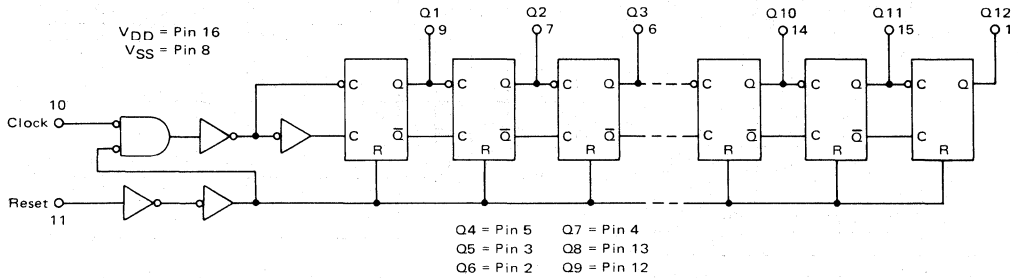 VDD = Pin 16
VSS = Pin 8
Q1
9
Q2
7
Q3
6
Q10
14
Q11
15
Q12
1
Clock
10
C Q
C Q̅
R
C Q
C Q̅
R
C Q
C Q̅
R
C Q
C Q̅
R
C Q
C Q̅
R
C Q
C
R
Reset
11
Q4 = Pin 5 Q7 = Pin 4
Q5 = Pin 3 Q8 = Pin 13
Q6 = Pin 2 Q9 = Pin 12